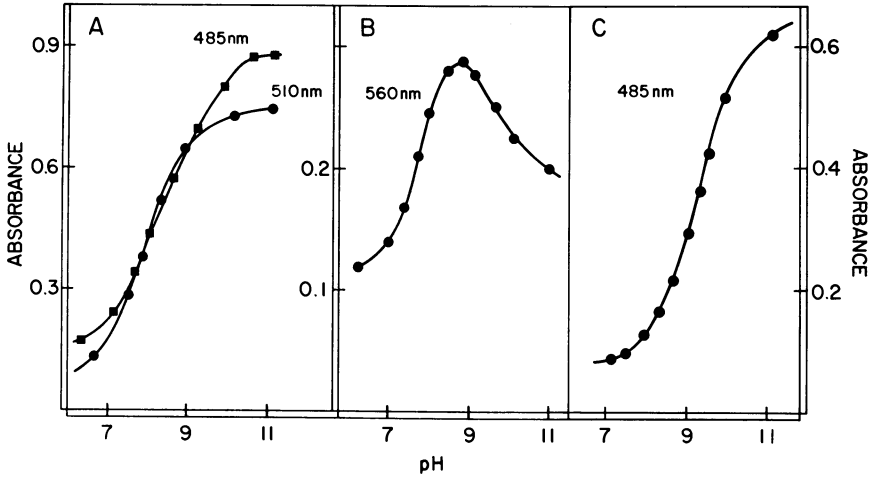 A
B
C
485nm
510nm
560nm
485nm
0.9
0.6
0.3
0.2
0.1
0.6
0.4
0.2
7 9 11
7 9 11
7 9 11
ABSORBANCE
ABSORBANCE
pH